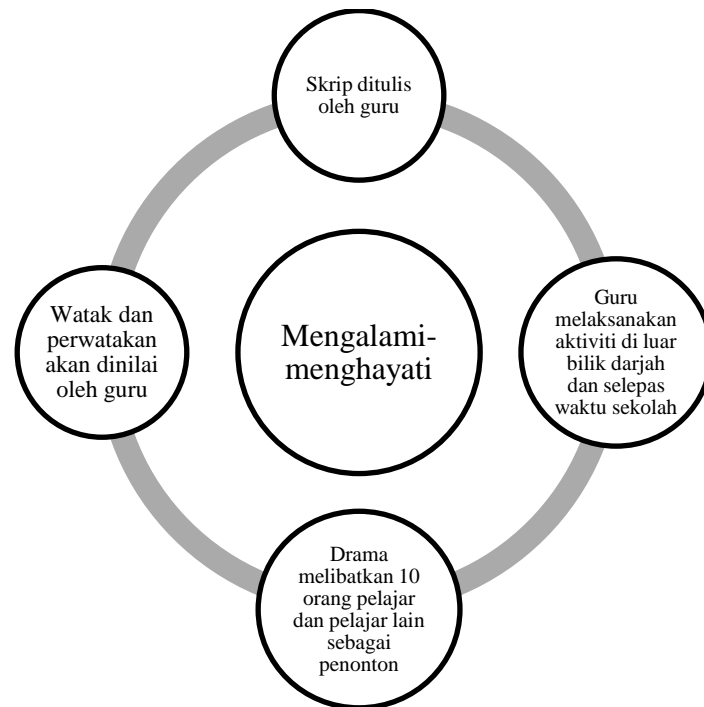 Skrip ditulis
oleh guru
Guru
melaksanakan
aktiviti di luar
bilik darjah
dan selepas
waktu sekolah
Drama
melibatkan 10
orang pelajar
dan pelajar lain
sebagai
penonton
Watak dan
perwatakan
akan dinilai
oleh guru
Mengalami-
menghayati